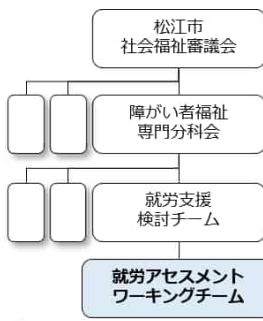 松江市
社会福祉審議会
障がい者福祉
専門分科会
就労支援
検討チーム
就労アセスメント
ワーキングチーム